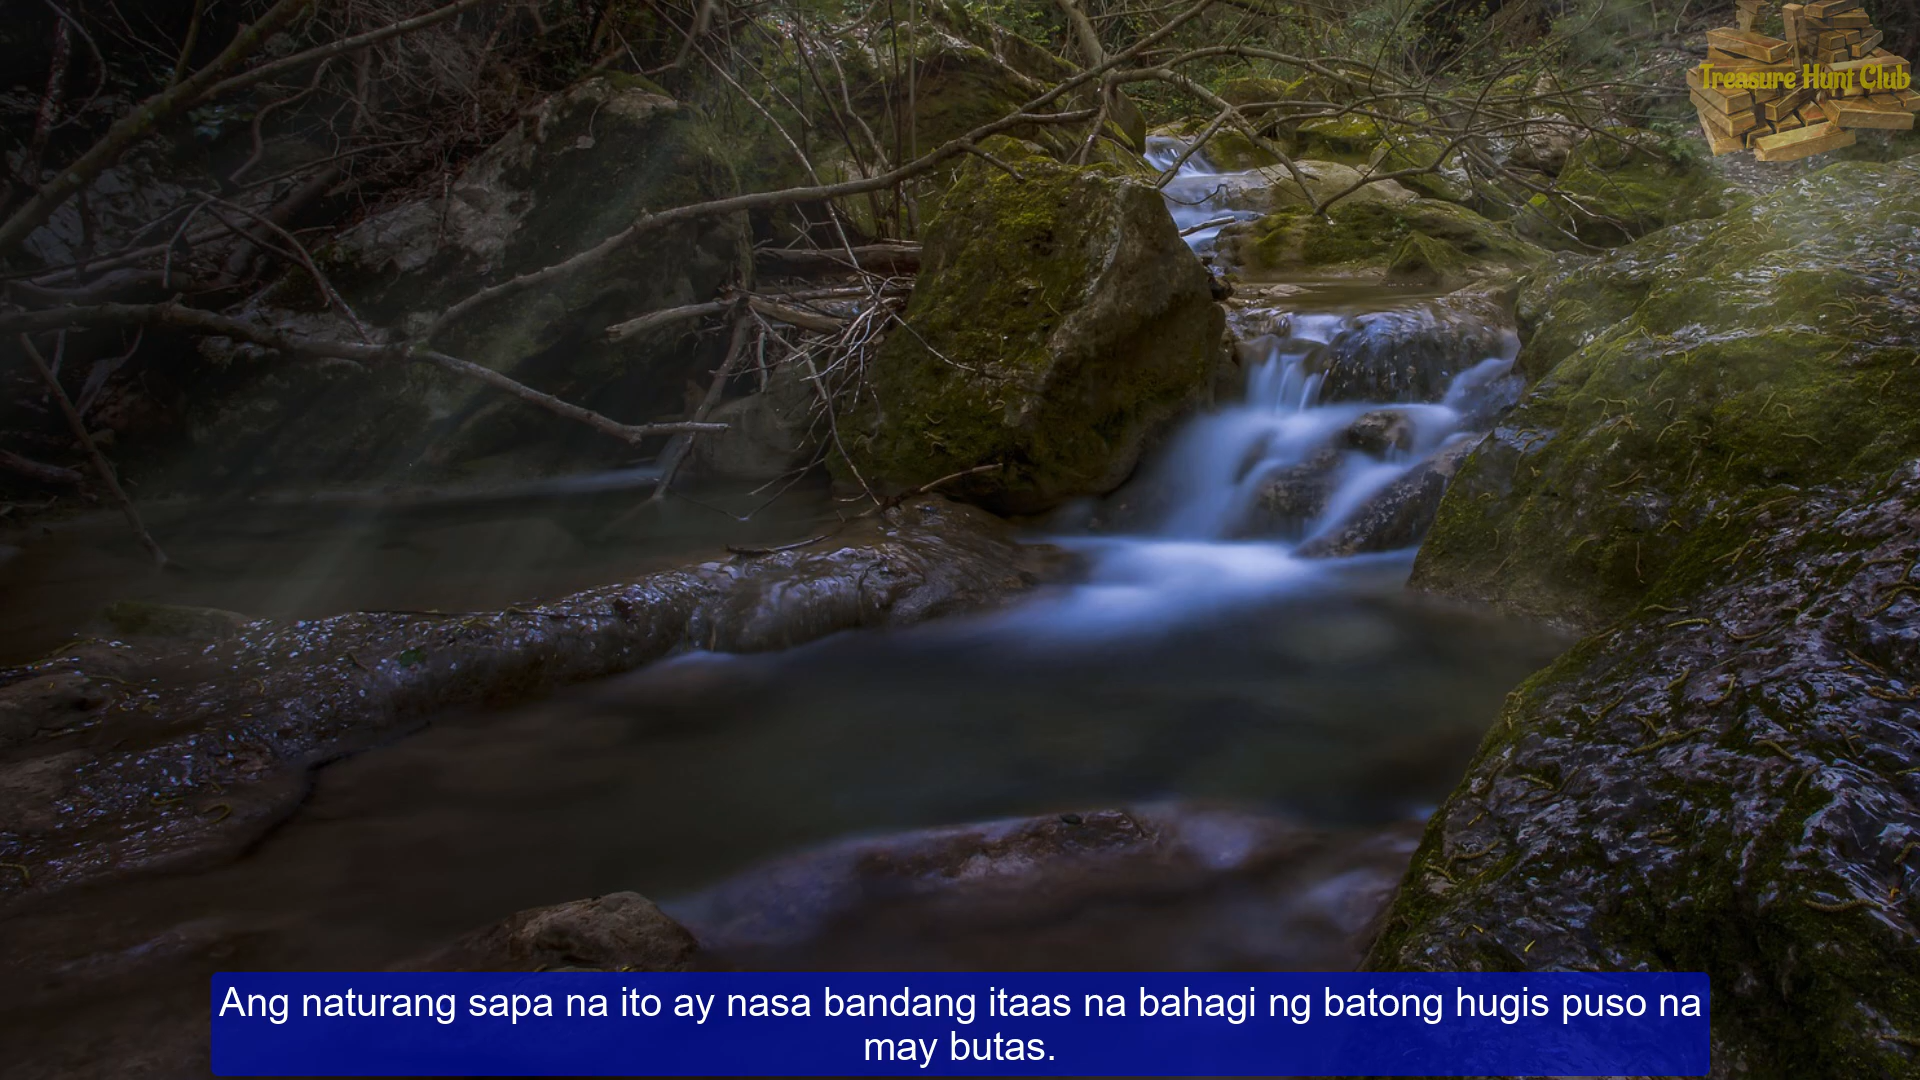 Treasure Hunt Club
Ang naturang sapa na ito ay nasa bandang itaas na bahagi ng batong hugis puso na
may butas.